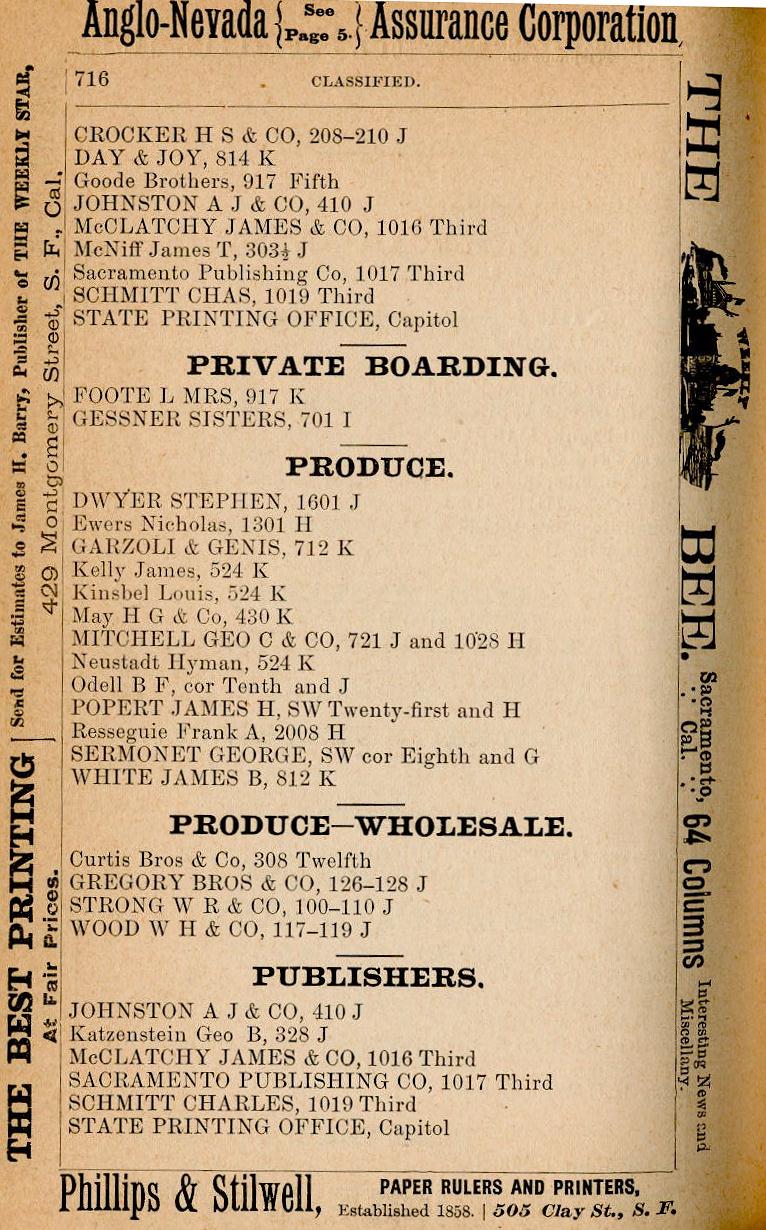 Anglo-Nevada { See Page 5. } Assurance Corporation,
716 CLASSIFIED.
CROCKER H S & CO, 208–210 J
DAY & JOY, 814 K
Goode Brothers, 917 Fifth
JOHNSTON A J & CO, 410 J
McCLATCHY JAMES & CO, 1016 Third
McNiff James T, 303½ J
Sacramento Publishing Co, 1017 Third
SCHMITT CHAS, 1019 Third
STATE PRINTING OFFICE, Capitol
PRIVATE BOARDING.
FOOTE L MRS, 917 K
GESSNER SISTERS, 701 I
PRODUCE.
DWYER STEPHEN, 1601 J
Ewers Nicholas, 1301 H
GARZOLI & GENIS, 712 K
Kelly James, 524 K
Kinsbel Louis, 524 K
May H G & Co, 430 K
MITCHELL GEO C & CO, 721 J and 1028 H
Neustadt Hyman, 524 K
Odell B F, cor Tenth and J
POPERT JAMES H, SW Twenty-first and H
Resseguie Frank A, 2008 H
SERMONET GEORGE, SW cor Eighth and G
WHITE JAMES B, 812 K
PRODUCE—WHOLESALE.
Curtis Bros & Co, 308 Twelfth
GREGORY BROS & CO, 126–128 J
STRONG W R & CO, 100–110 J
WOOD W H & CO, 117–119 J
PUBLISHERS.
JOHNSTON A J & CO, 410 J
Katzenstein Geo B, 328 J
McCLATCHY JAMES & CO, 1016 Third
SACRAMENTO PUBLISHING CO, 1017 Third
SCHMITT CHARLES, 1019 Third
STATE PRINTING OFFICE, Capitol
Phillips & Stilwell, PAPER RULERS AND PRINTERS,
Established 1858. | 505 Clay St., S. F.
THE BEST PRINTING | Send for Estimates to James H. Barry, Publisher of THE WEEKLY STAR,
At Fair Prices. 429 Montgomery Street, S. F., Cal.
THE WEEKLY BEE. Sacramento, Cal. 64 Columns Interesting News and Miscellany.